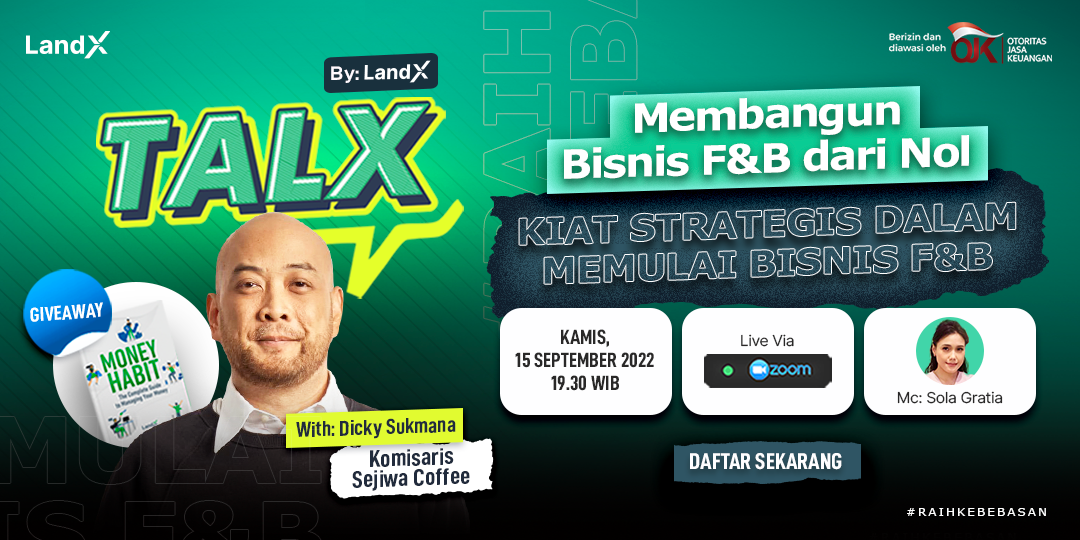 LandX
Berizin dan
diawasi oleh
OJK
OTORITAS
JASA
KEUANGAN
By: LandX
TALX
Membangun
Bisnis F&B dari Nol
KIAT STRATEGIS DALAM
MEMULAI BISNIS F&B
GIVEAWAY
MONEY
HABIT
The Complete Guide
to Managing Your Money
KAMIS,
15 SEPTEMBER 2022
19.30 WIB
Live Via
zoom
Mc: Sola Gratia
With: Dicky Sukmana
Komisaris
Sejiwa Coffee
DAFTAR SEKARANG
#RAIHKEBEBASAN
MULAI
IS F&B